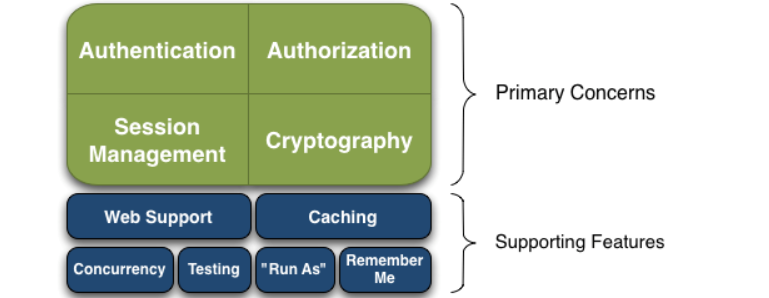 Authentication
Authorization
Session
Management
Cryptography
Primary Concerns
Web Support
Caching
Concurrency
Testing
"Run As"
Remember
Me
Supporting Features